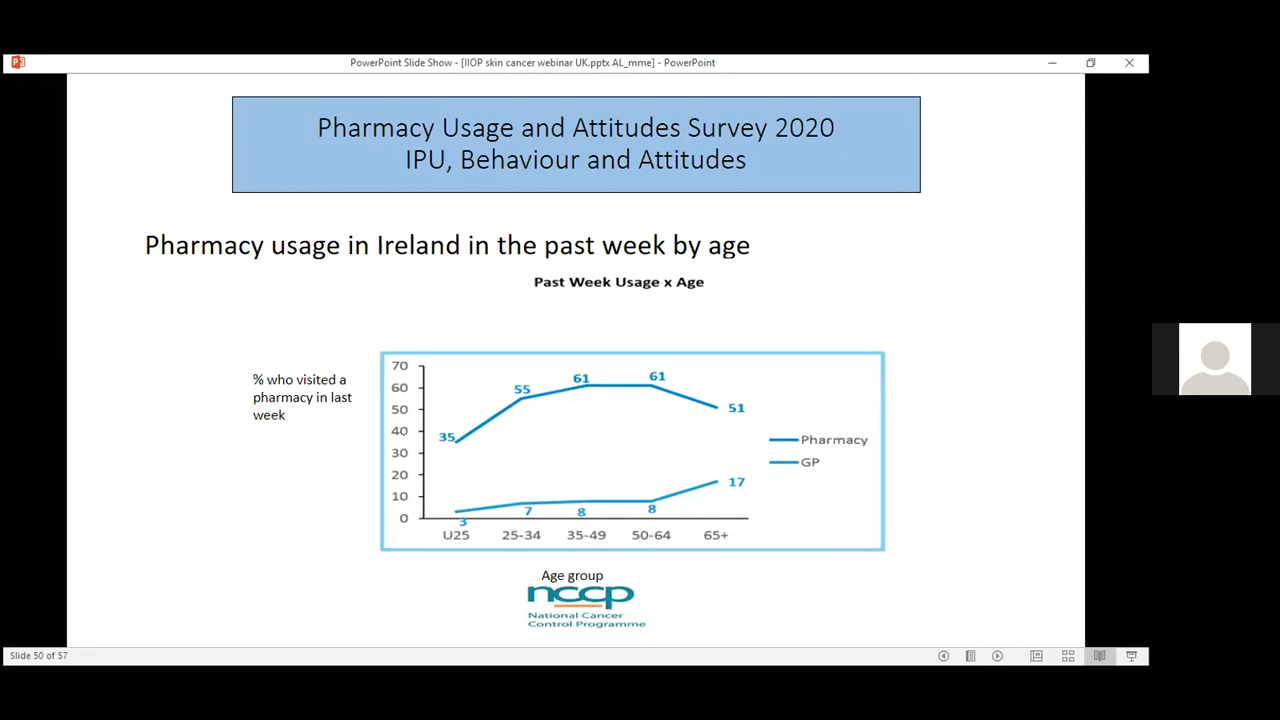 PowerPoint Slide Show - [IIOP skin cancer webinar UK.pptx AL_mme] - PowerPoint
Pharmacy Usage and Attitudes Survey 2020
IPU, Behaviour and Attitudes
Pharmacy usage in Ireland in the past week by age
Past Week Usage x Age
% who visited a
pharmacy in last
week
70
60
50
40
30
20
10
0
35
55
61
61
51
3
7
8
8
17
U25 25-34 35-49 50-64 65+
Pharmacy
GP
Age group
nccp
National Cancer
Control Programme
Slide 50 of 57